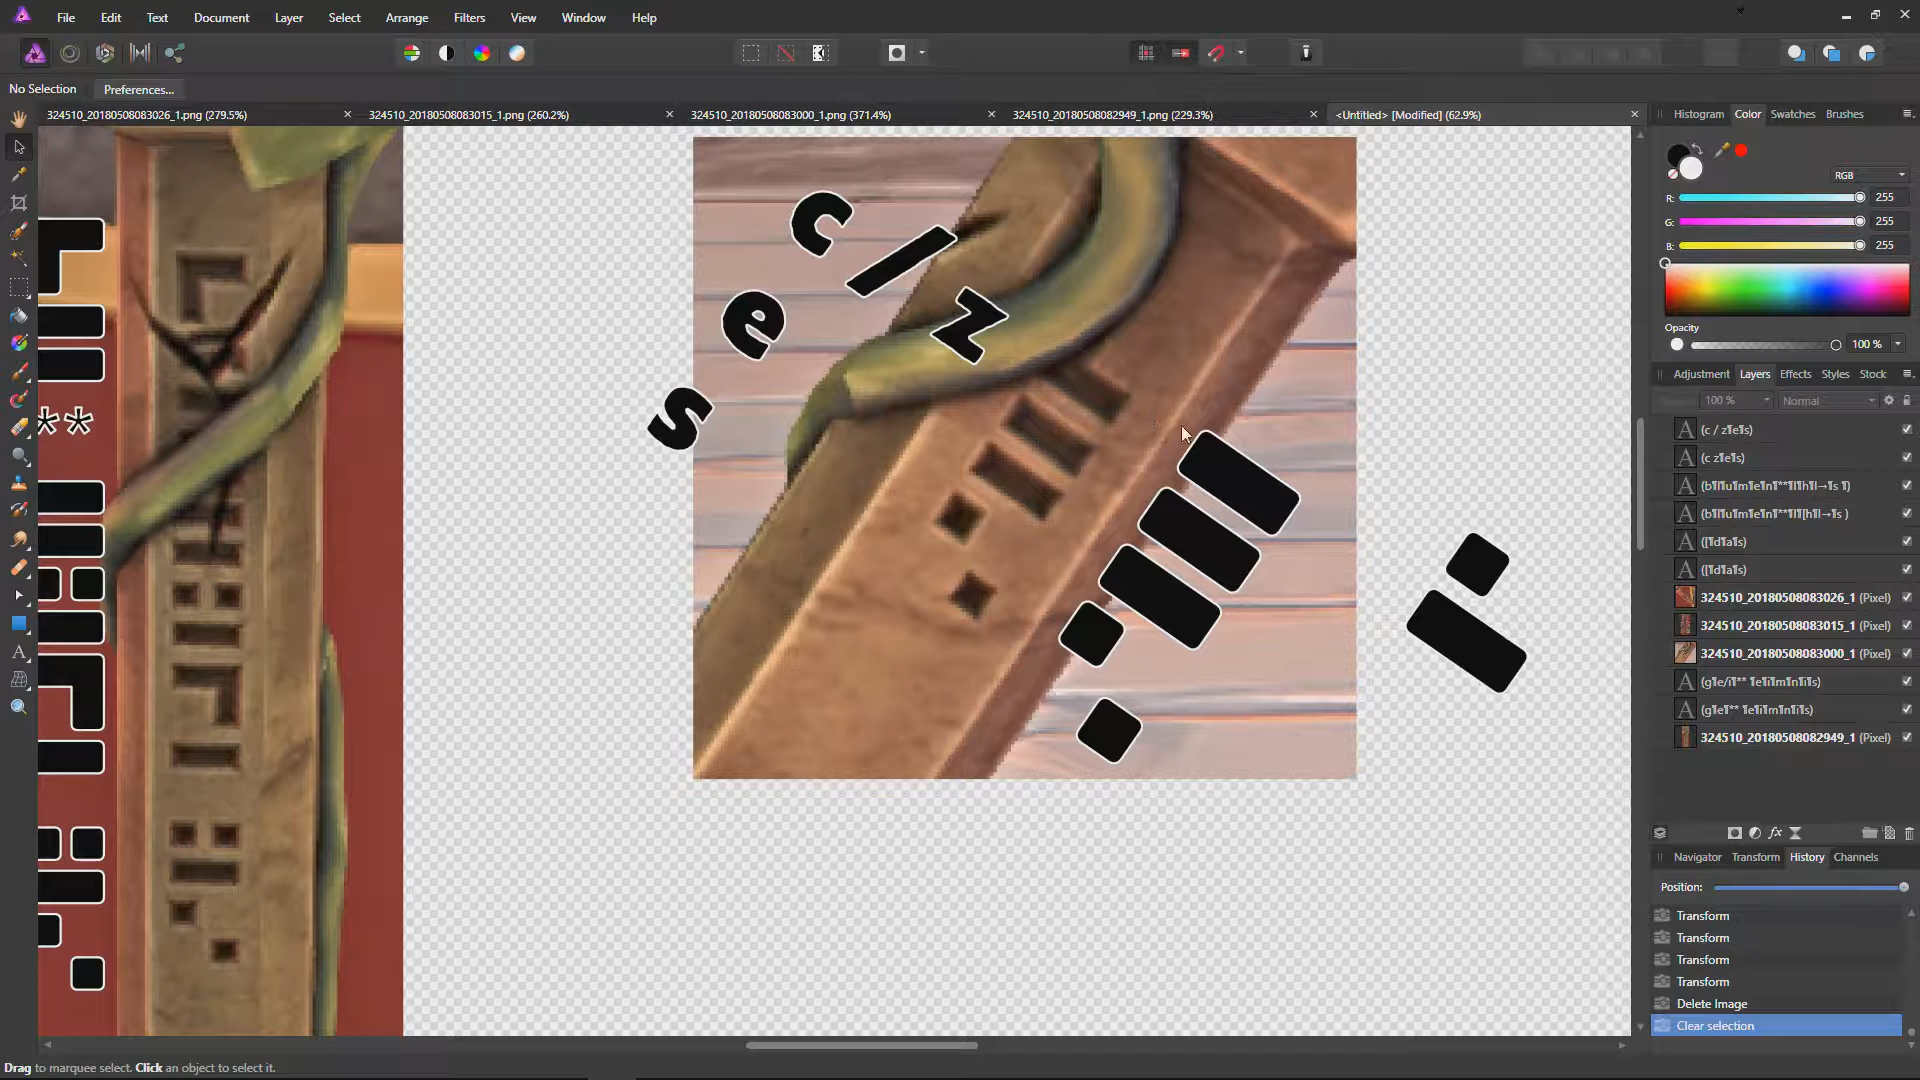 File Edit Text Document Layer Select Arrange Filters View Window Help
No Selection Preferences...
324510_20180508083026_1.png (279.5%)
324510_20180508083015_1.png (260.2%)
324510_20180508083000_1.png (371.4%)
324510_20180508082949_1.png (229.3%)
<Untitled> [Modified] (62.9%)
Histogram Color Swatches Brushes
RGB
R: 255
G: 255
B: 255
Opacity
100 %
Adjustment Layers Effects Styles Stock
100 % Normal
(c / z¶e¶s)
(c z¶e¶s)
(b¶l¶u¶m¶e¶n¶**¶l¶h¶l→¶s ¶)
(b¶l¶u¶m¶e¶n¶**¶l¶[h¶l→¶s )
([¶d¶a¶s)
([¶d¶a¶s)
324510_20180508083026_1 (Pixel)
324510_20180508083015_1 (Pixel)
324510_20180508083000_1 (Pixel)
(g¶e/i¶** ¶e¶i¶m¶n¶i¶s)
(g¶e¶** ¶e¶i¶m¶n¶i¶s)
324510_20180508082949_1 (Pixel)
Navigator Transform History Channels
Position:
Transform
Transform
Transform
Transform
Delete Image
Clear selection
c / z
e
s
**
Drag to marquee select. Click an object to select it.